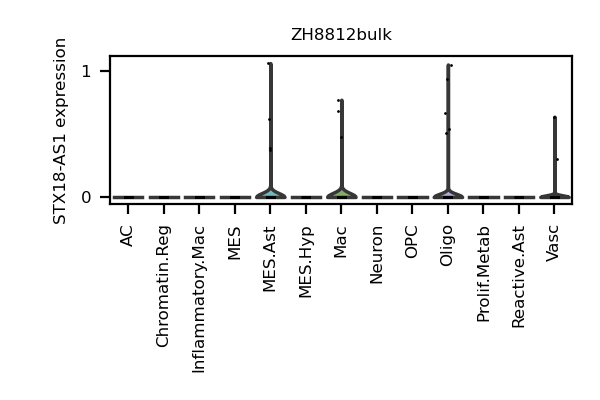 ZH8812bulk
STX18-AS1 expression
1
0
AC
Chromatin.Reg
Inflammatory.Mac
MES
MES.Ast
MES.Hyp
Mac
Neuron
OPC
Oligo
Prolif.Metab
Reactive.Ast
Vasc